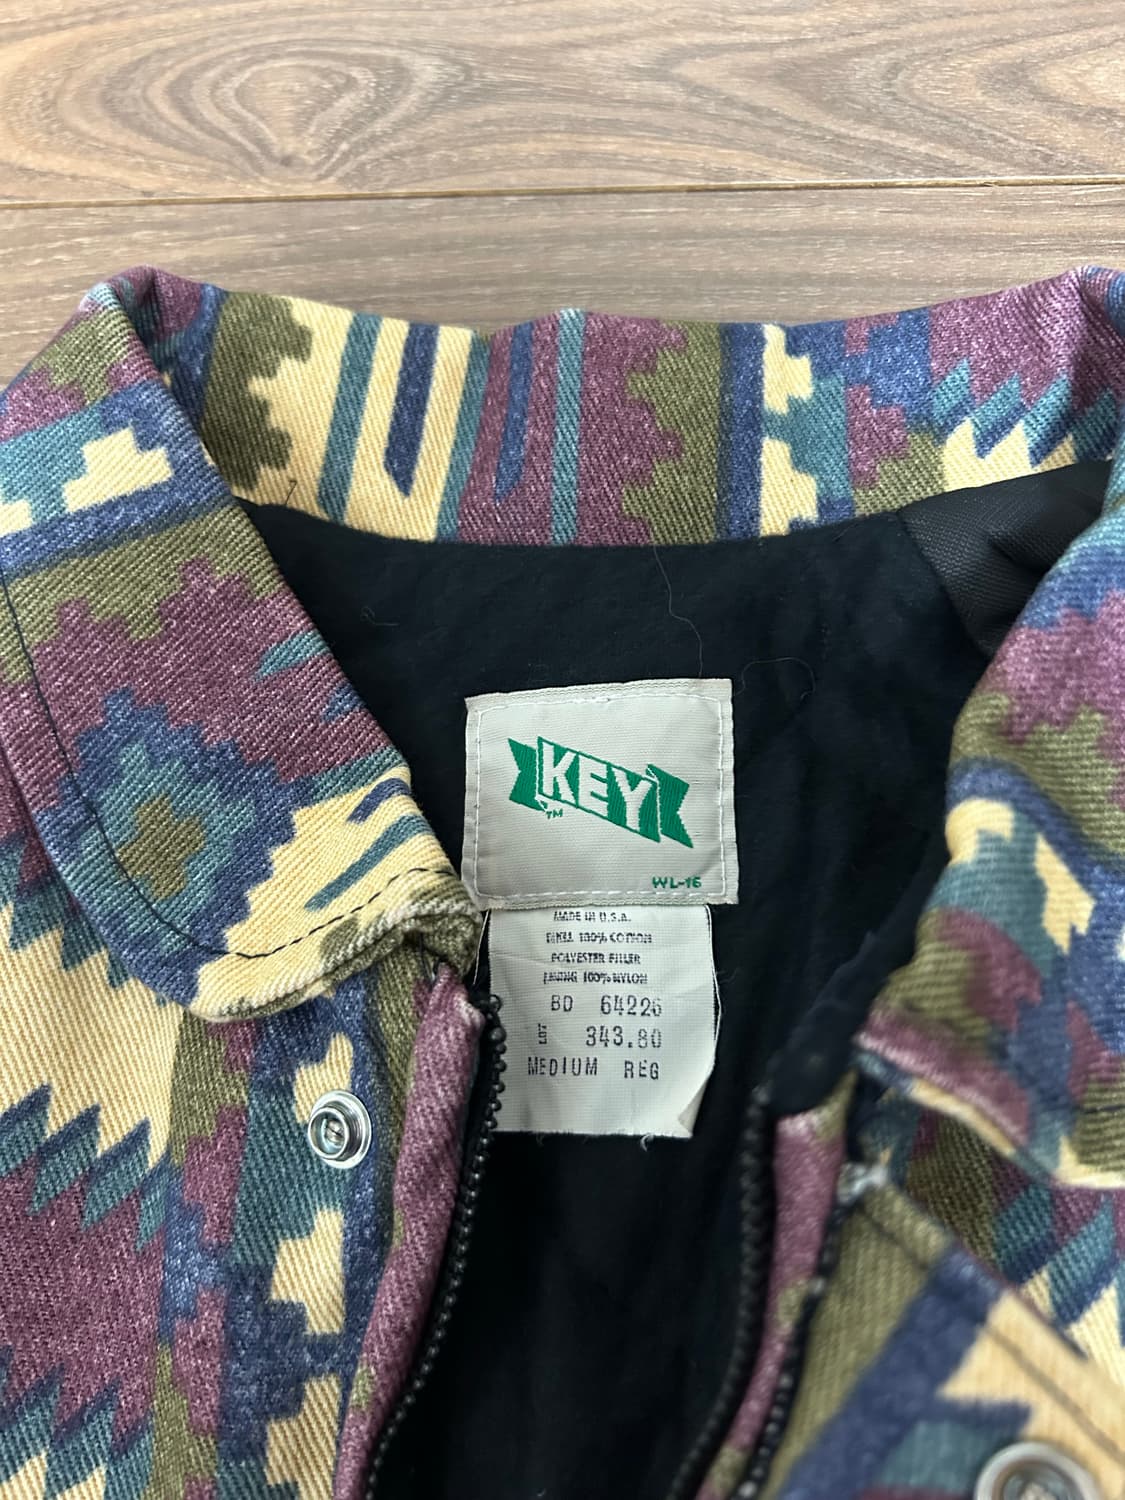 KEY
TM
WL-16
MADE IN U.S.A.
SHELL 100% COTTON
POLYESTER FILLER
LINING 100% NYLON
BD 64226
LOT 343.80
MEDIUM REG